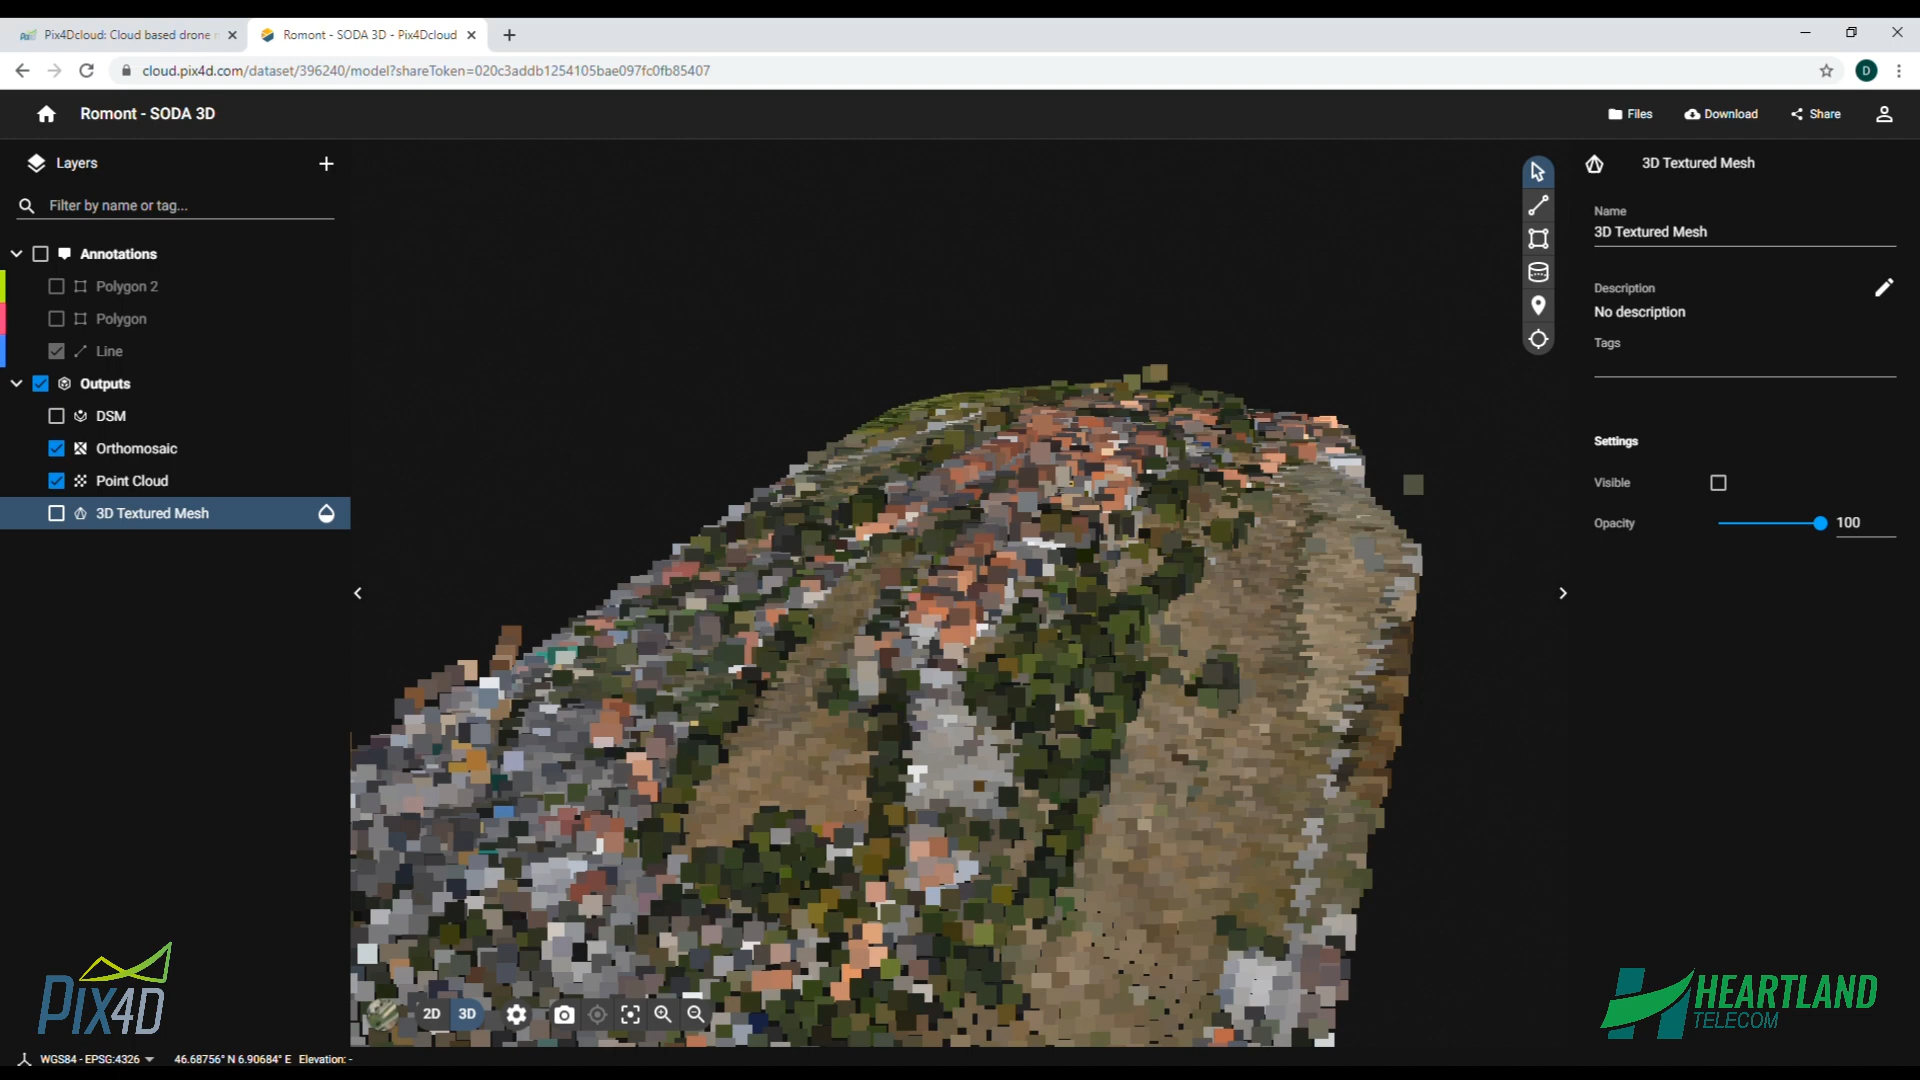 Pix4Dcloud: Cloud based drone
Romont - SODA 3D - Pix4Dcloud
cloud.pix4d.com/dataset/396240/model?shareToken=020c3addb1254105bae097fc0fb85407
D
Romont - SODA 3D
Files
Download
Share
Layers
Filter by name or tag...
Annotations
Polygon 2
Polygon
Line
Outputs
DSM
Orthomosaic
Point Cloud
3D Textured Mesh
3D Textured Mesh
Name
3D Textured Mesh
Description
No description
Tags
Settings
Visible
Opacity
100
PIX4D
2D
3D
HEARTLAND
TELECOM
WGS84 - EPSG:4326
46.68756° N 6.90684° E Elevation: -